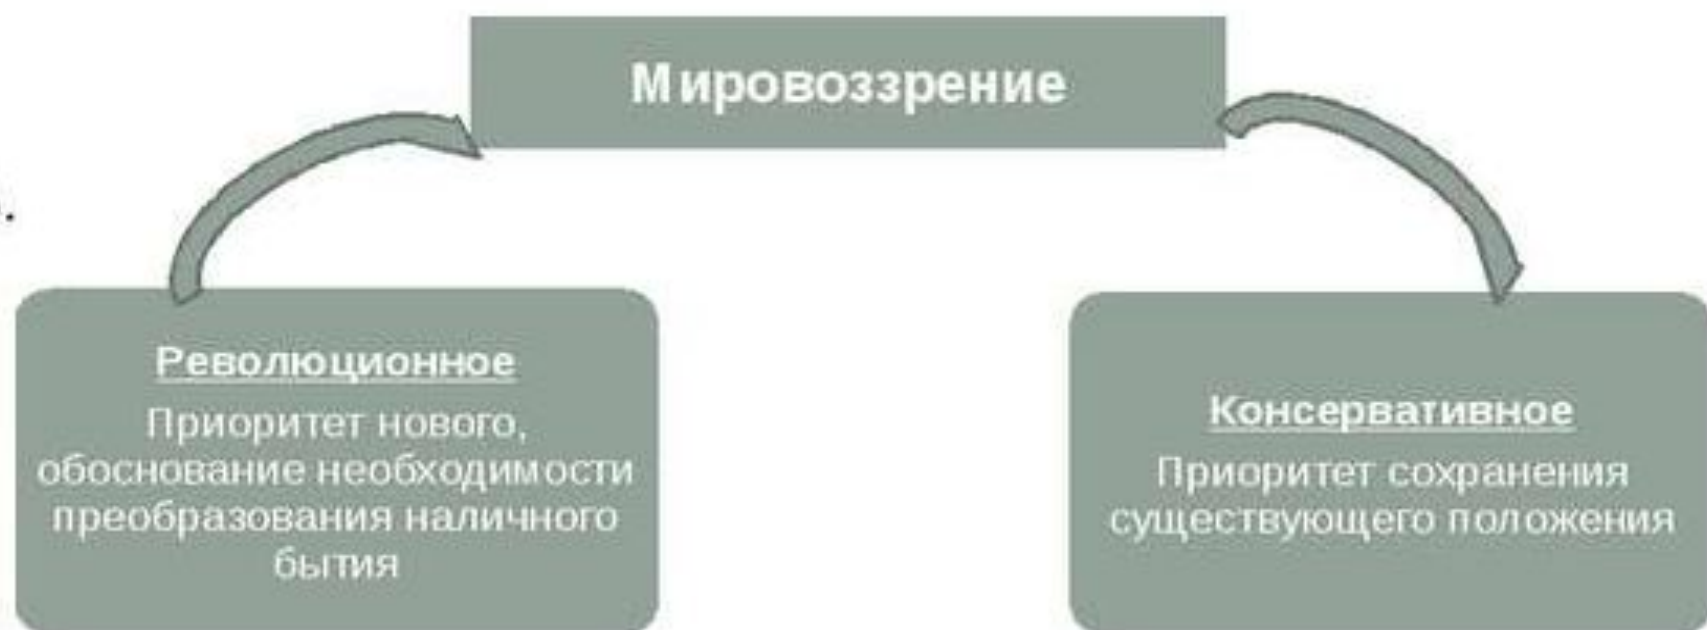 Мировоззрение
Революционное
Приоритет нового,
обоснование необходимости
преобразования наличного
бытия
Консервативное
Приоритет сохранения
существующего положения